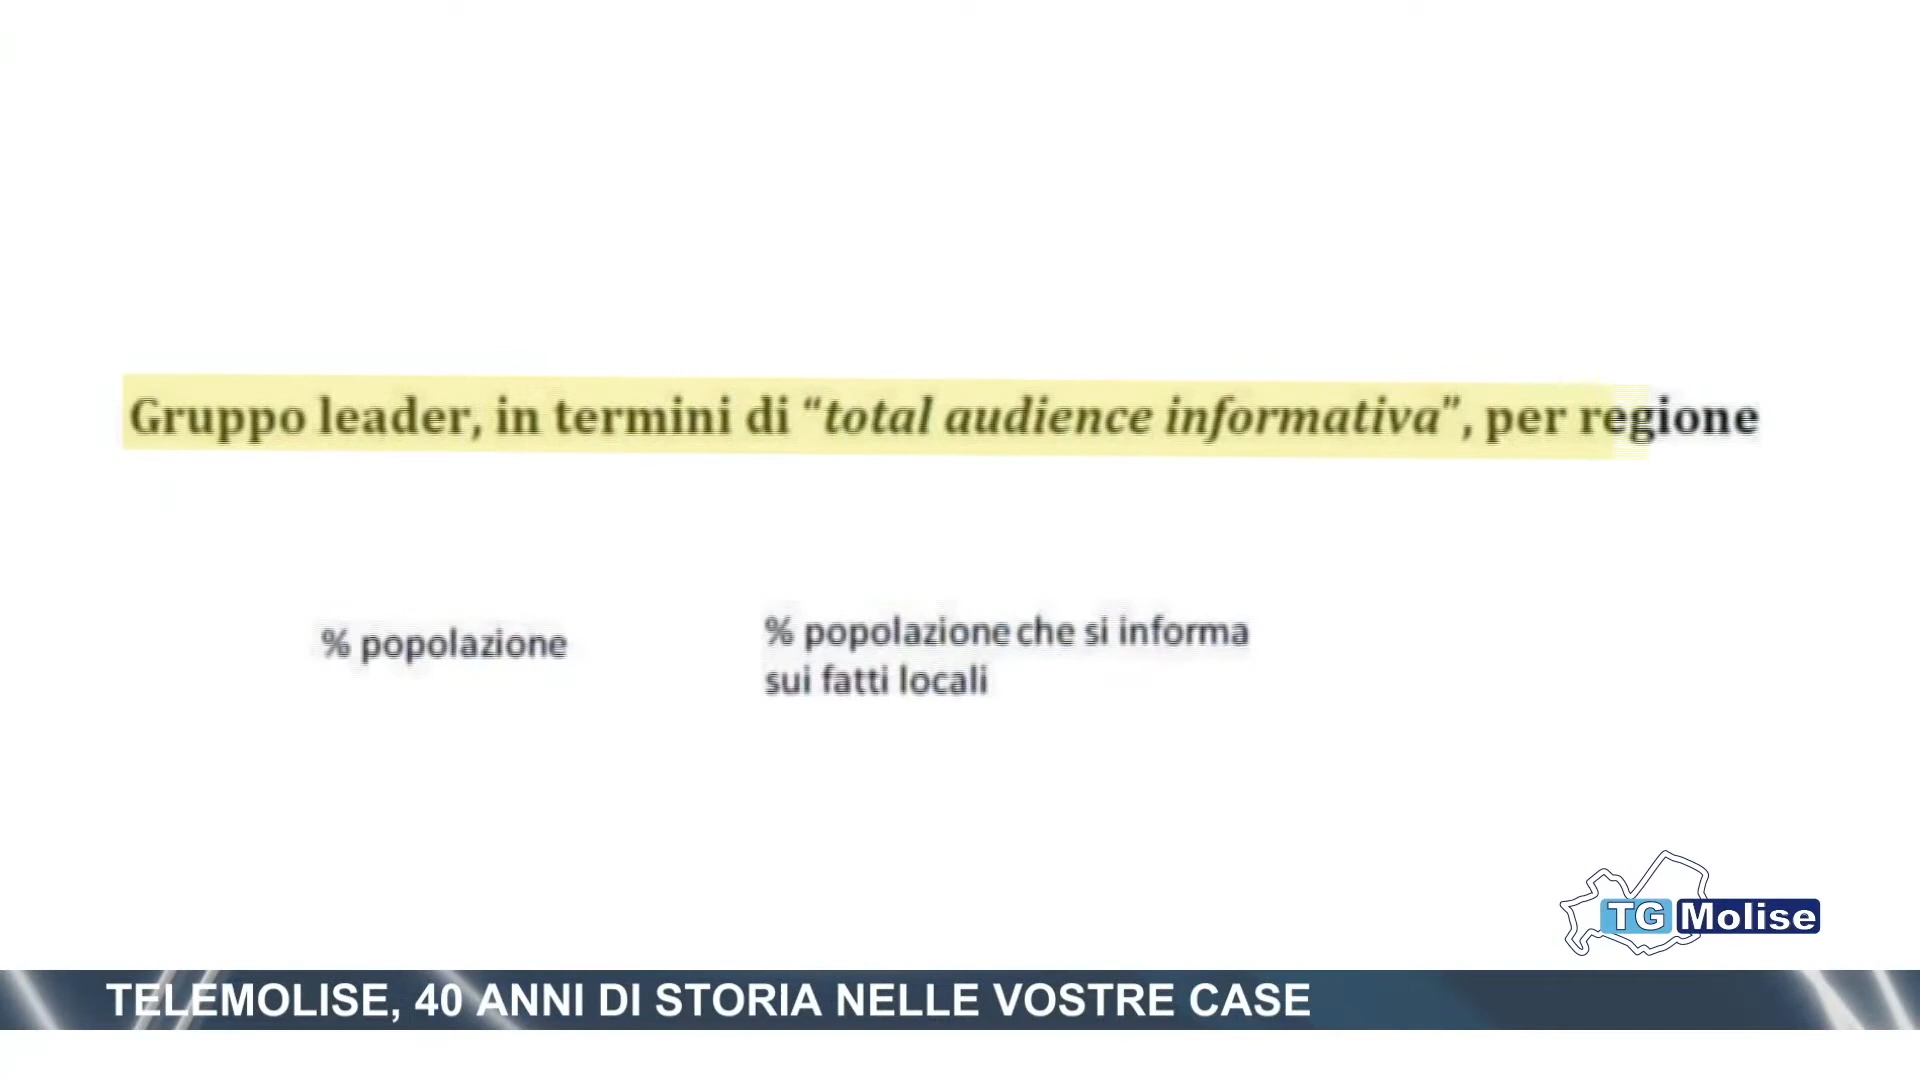 Gruppo leader, in termini di “total audience informativa”, per regione
% popolazione
% popolazione che si informa
sui fatti locali
TG Molise
TELEMOLISE, 40 ANNI DI STORIA NELLE VOSTRE CASE